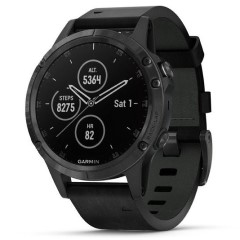 ALT.
5364
STEPS
8275
Sat 1
HR
82
GARMIN